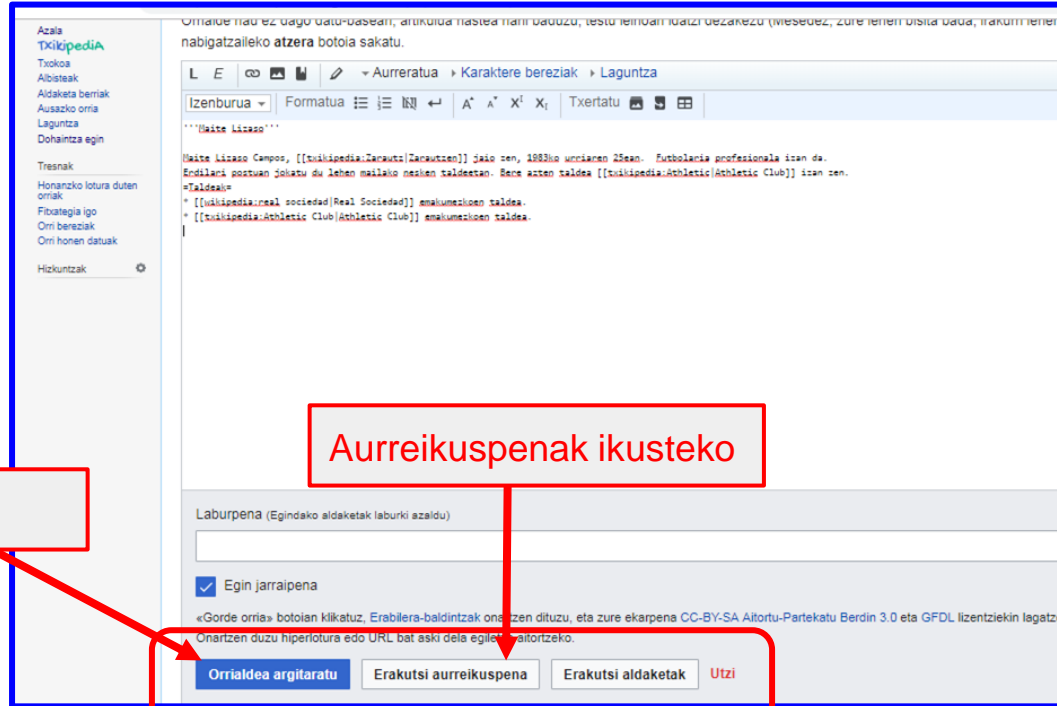 Orrialde hau ez dago datu-basean, artikulua hastea nahi baduzu, testu leihoan idatzi dezakezu (Mesedez, zure lehen bisita bada, irakurri lehen
nabigatzaileko atzera botoia sakatu.
Azala
TXikipediA
Txokoa
Albisteak
Aldaketa berriak
Ausazko orria
Laguntza
Dohaintza egin
Tresnak
Honanzko lotura duten
orriak
Fitxategia igo
Orri bereziak
Orri honen datuak
Hizkuntzak
L E Aurreratua Karaktere bereziak Laguntza
Izenburua Formatua Txertatu
'''Maite Lizaso'''
Maite Lizaso Campos, [[txikipedia:Zarautz|Zarautzen]] jaio zen, 1983ko urriaren 25ean. Futbolaria profesionala izan da.
Erdilari postuan jokatu du lehen mailako nesken taldeetan. Bere azten taldea [[txikipedia:Athletic|Athletic Club]] izan zen.
=Taldeak=
* [[wikipedia:real sociedad|Real Sociedad]] emakumezkoen taldea.
* [[txikipedia:Athletic Club|Athletic Club]] emakumezkoen taldea.
Aurreikuspenak ikusteko
Laburpena (Egindako aldaketak laburki azaldu)
Egin jarraipena
«Gorde orria» botoian klikatuz, Erabilera-baldintzak onartzen dituzu, eta zure ekarpena CC-BY-SA Aitortu-Partekatu Berdin 3.0 eta GFDL lizentziekin lagatz
Onartzen duzu hiperlotura edo URL bat aski dela egiletza aitortzeko.
Orrialdea argitaratu Erakutsi aurreikuspena Erakutsi aldaketak Utzi